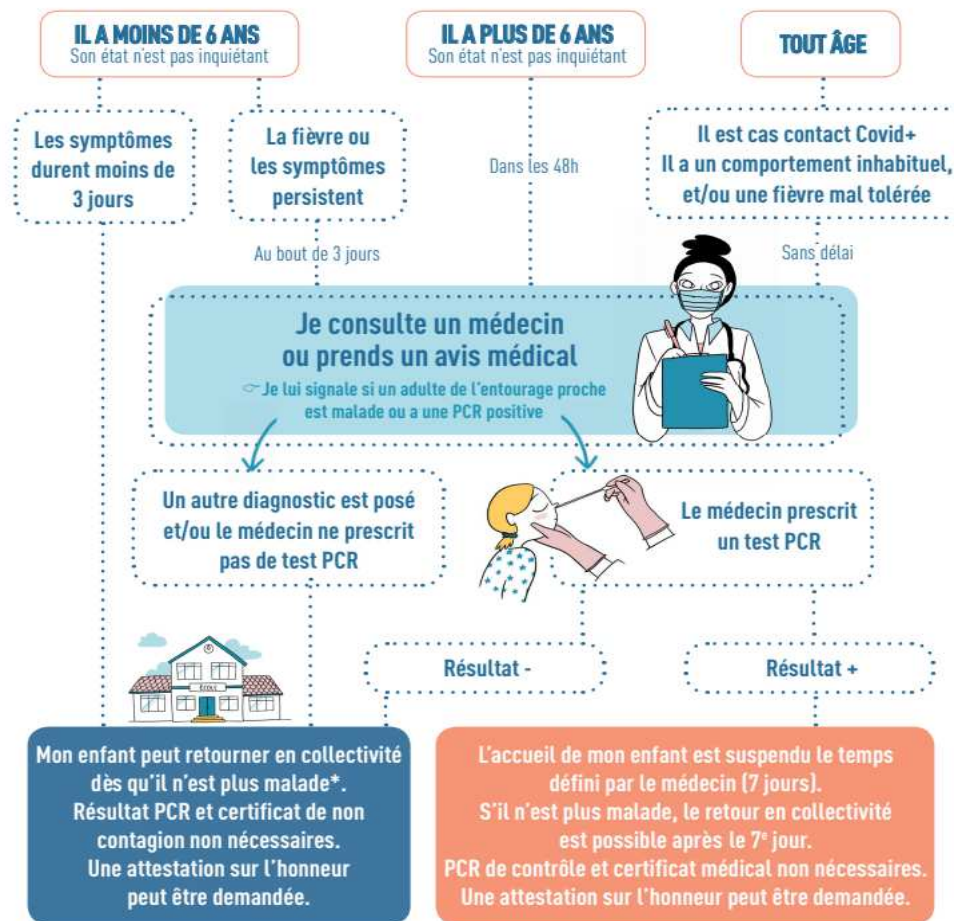 IL A MOINS DE 6 ANS
Son état n'est pas inquiétant
IL A PLUS DE 6 ANS
Son état n'est pas inquiétant
TOUT ÂGE
Les symptômes
durent moins de
3 jours
La fièvre ou
les symptômes
persistent
Dans les 48h
Il est cas contact Covid+
Il a un comportement inhabituel,
et/ou une fièvre mal tolérée
Au bout de 3 jours
Sans délai
Je consulte un médecin
ou prends un avis médical
☞ Je lui signale si un adulte de l'entourage proche
est malade ou a une PCR positive
Un autre diagnostic est posé
et/ou le médecin ne prescrit
pas de test PCR
Le médecin prescrit
un test PCR
Résultat -
Résultat +
ÉCOLE
Mon enfant peut retourner en collectivité
dès qu'il n'est plus malade*.
Résultat PCR et certificat de non
contagion non nécessaires.
Une attestation sur l'honneur
peut être demandée.
L'accueil de mon enfant est suspendu le temps
défini par le médecin (7 jours).
S'il n'est plus malade, le retour en collectivité
est possible après le 7e jour.
PCR de contrôle et certificat médical non nécessaires.
Une attestation sur l'honneur peut être demandée.